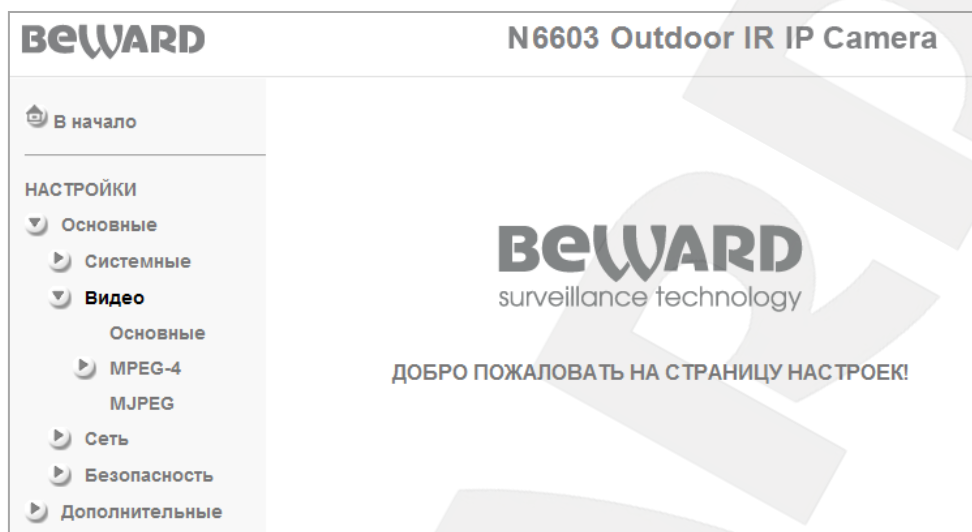 BEWARD
N6603 Outdoor IR IP Camera
В начало
НАСТРОЙКИ
Основные
Системные
Видео
Основные
MPEG-4
MJPEG
Сеть
Безопасность
Дополнительные
BEWARD
surveillance technology
ДОБРО ПОЖАЛОВАТЬ НА СТРАНИЦУ НАСТРОЕК!